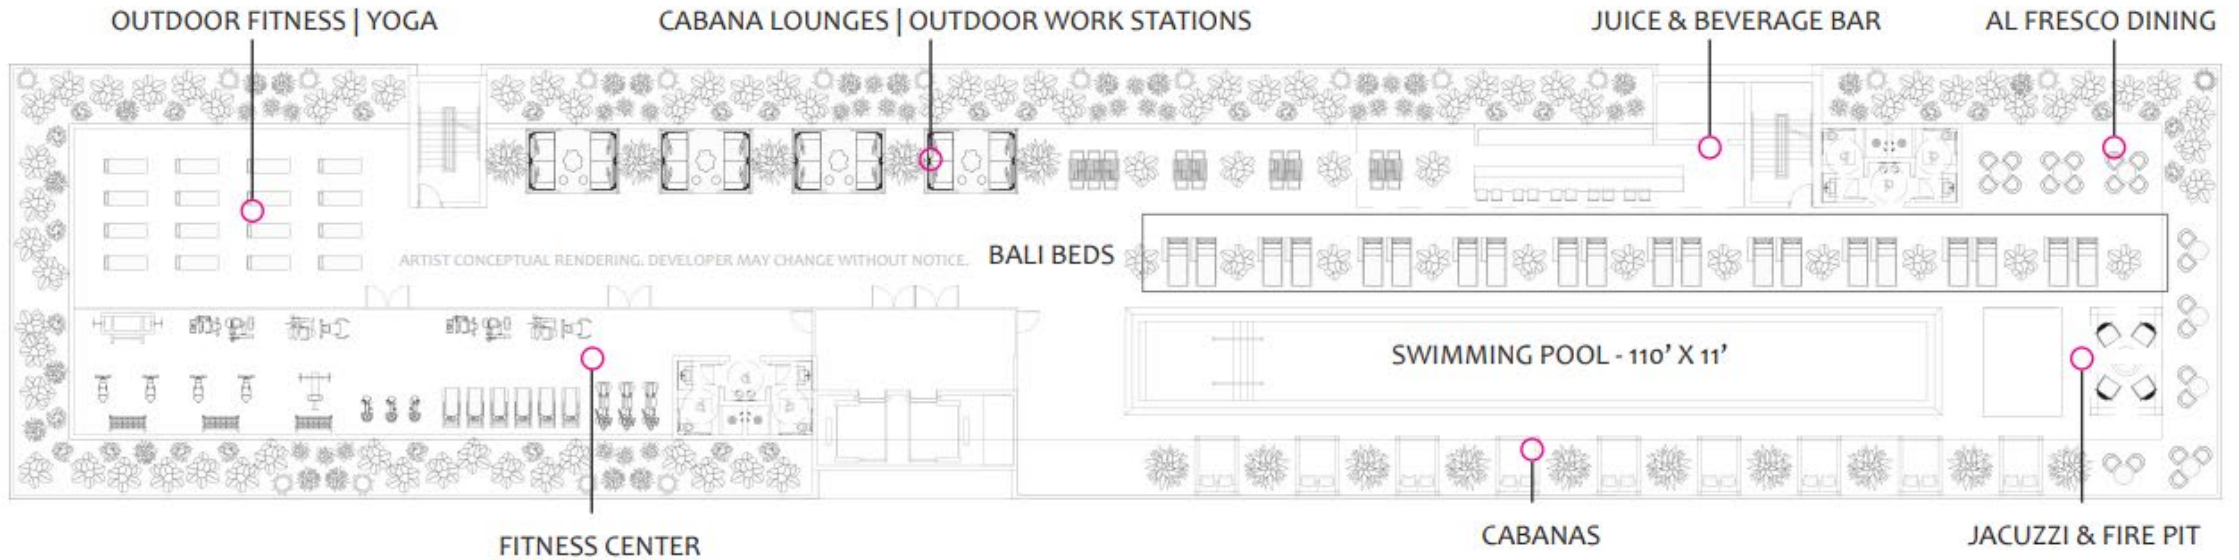 OUTDOOR FITNESS | YOGA
CABANA LOUNGES | OUTDOOR WORK STATIONS
JUICE & BEVERAGE BAR
AL FRESCO DINING
ARTIST CONCEPTUAL RENDERING. DEVELOPER MAY CHANGE WITHOUT NOTICE.
BALI BEDS
SWIMMING POOL - 110' X 11'
FITNESS CENTER
CABANAS
JACUZZI & FIRE PIT